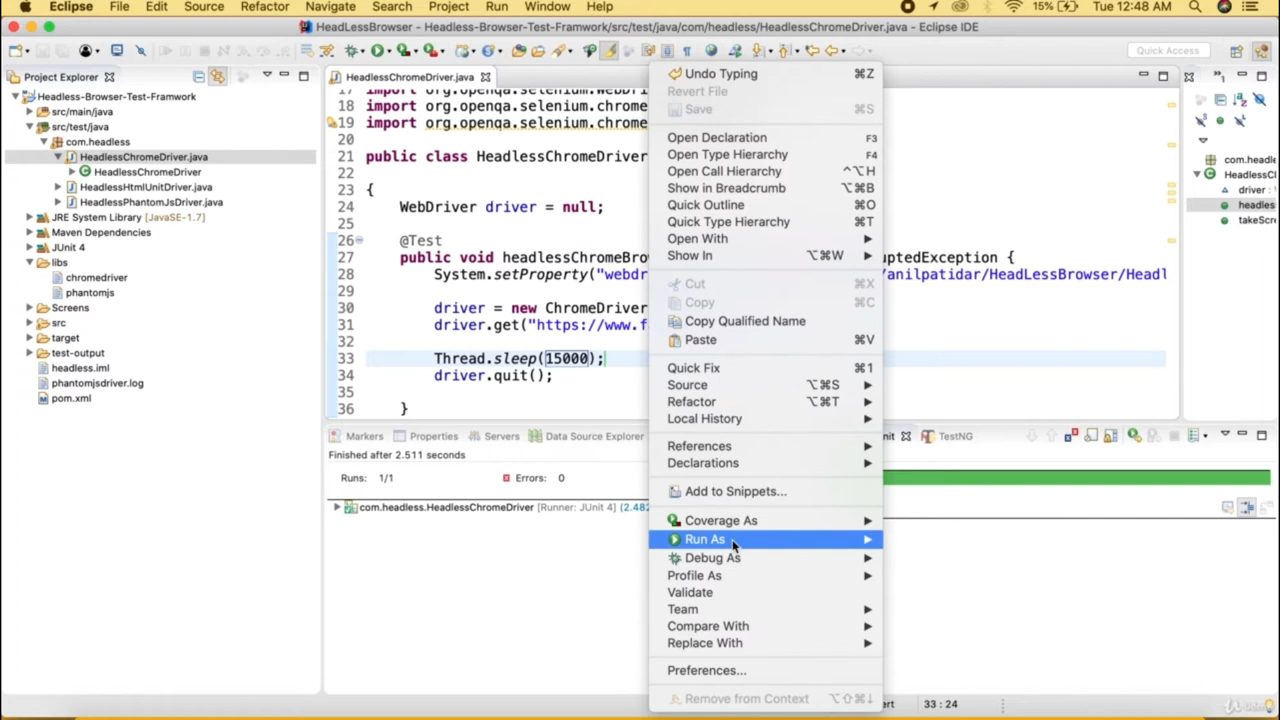 Eclipse File Edit Source Refactor Navigate Search Project Run Window Help 15% Tue 12:48 AM
HeadLessBrowser - Headless-Browser-Test-Framwork/src/test/java/com/headless/HeadlessChromeDriver.java - Eclipse IDE
Quick Access
Project Explorer
Headless-Browser-Test-Framwork
src/main/java
src/test/java
com.headless
HeadlessChromeDriver.java
HeadlessChromeDriver
HeadlessHtmlUnitDriver.java
HeadlessPhantomJsDriver.java
JRE System Library [JavaSE-1.7]
Maven Dependencies
JUnit 4
libs
chromedriver
phantomjs
Screens
src
target
test-output
headless.iml
phantomjsdriver.log
pom.xml
HeadlessChromeDriver.java
17 import org.openqa.selenium.WebDri
18 import org.openqa.selenium.chrome
19 import org.openqa.selenium.chrome
20
21 public class HeadlessChromeDriver
22
23 {
24 WebDriver driver = null;
25
26 @Test
27 public void headlessChromeBro uptedException {
28 System.setProperty("webdr /anilpatidar/HeadLessBrowser/Headl
29
30 driver = new ChromeDriver
31 driver.get("https://www.f
32
33 Thread.sleep(15000);
34 driver.quit();
35
36 }
Undo Typing ⌘Z
Revert File
Save ⌘S
Open Declaration F3
Open Type Hierarchy F4
Open Call Hierarchy ^⌥H
Show in Breadcrumb ⌥⌘B
Quick Outline ⌘O
Quick Type Hierarchy ⌘T
Open With
Show In ⌥⌘W
Cut ⌘X
Copy ⌘C
Copy Qualified Name
Paste ⌘V
Quick Fix ⌘1
Source ⌥⌘S
Refactor ⌥⌘T
Local History
References
Declarations
Add to Snippets...
Coverage As
Run As
Debug As
Profile As
Validate
Team
Compare With
Replace With
Preferences...
Remove from Context ⌥⇧⌘↓
com.headle
HeadlessCl
driver :
headles
takeScre
Markers Properties Servers Data Source Explorer nit TestNG
Finished after 2.511 seconds
Runs: 1/1 Errors: 0
com.headless.HeadlessChromeDriver [Runner: JUnit 4] (2.482
ert 33 : 24